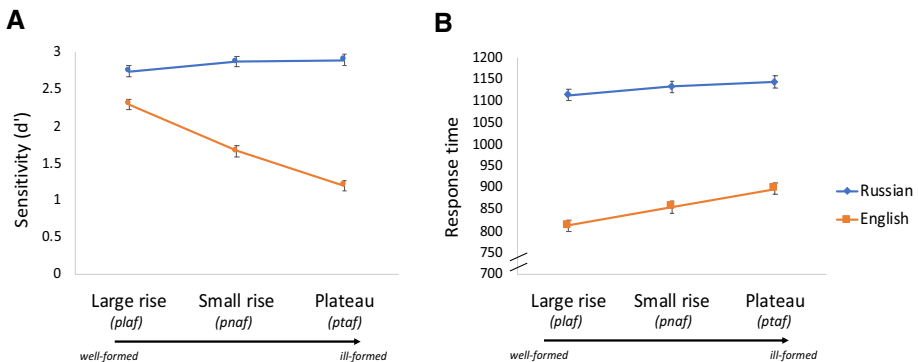 A
Sensitivity (d')
3
2.5
2
1.5
1
0.5
0
Large rise Small rise Plateau
(plaf) (pnaf) (ptaf)
well-formed ill-formed
B
Response time
1200
1150
1100
1050
1000
950
900
850
800
750
700
Large rise Small rise Plateau
(plaf) (pnaf) (ptaf)
well-formed ill-formed
Russian
English